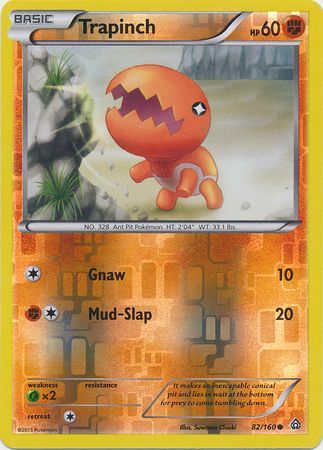 BASIC
Trapinch
HP 60
NO. 328 Ant Pit Pokémon HT: 2'04" WT: 33.1 lbs.
Gnaw 10
Mud-Slap 20
weakness resistance
×2
It makes an inescapable conical
pit and lies in wait at the bottom
for prey to come tumbling down.
retreat
©2015 Pokémon
Illus. Suwama Chiaki
82/160